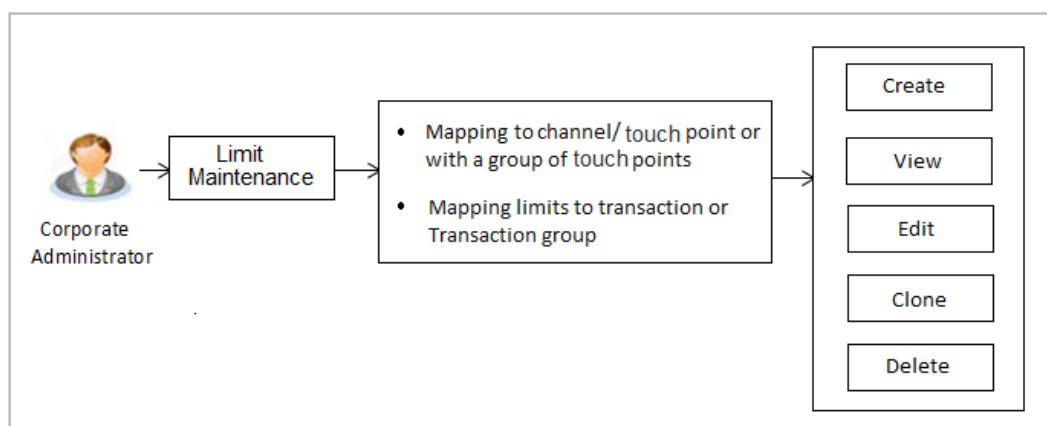 Corporate
Administrator
Limit
Maintenance
• Mapping to channel/ touch point or
with a group of touch points
• Mapping limits to transaction or
Transaction group
Create
View
Edit
Clone
Delete